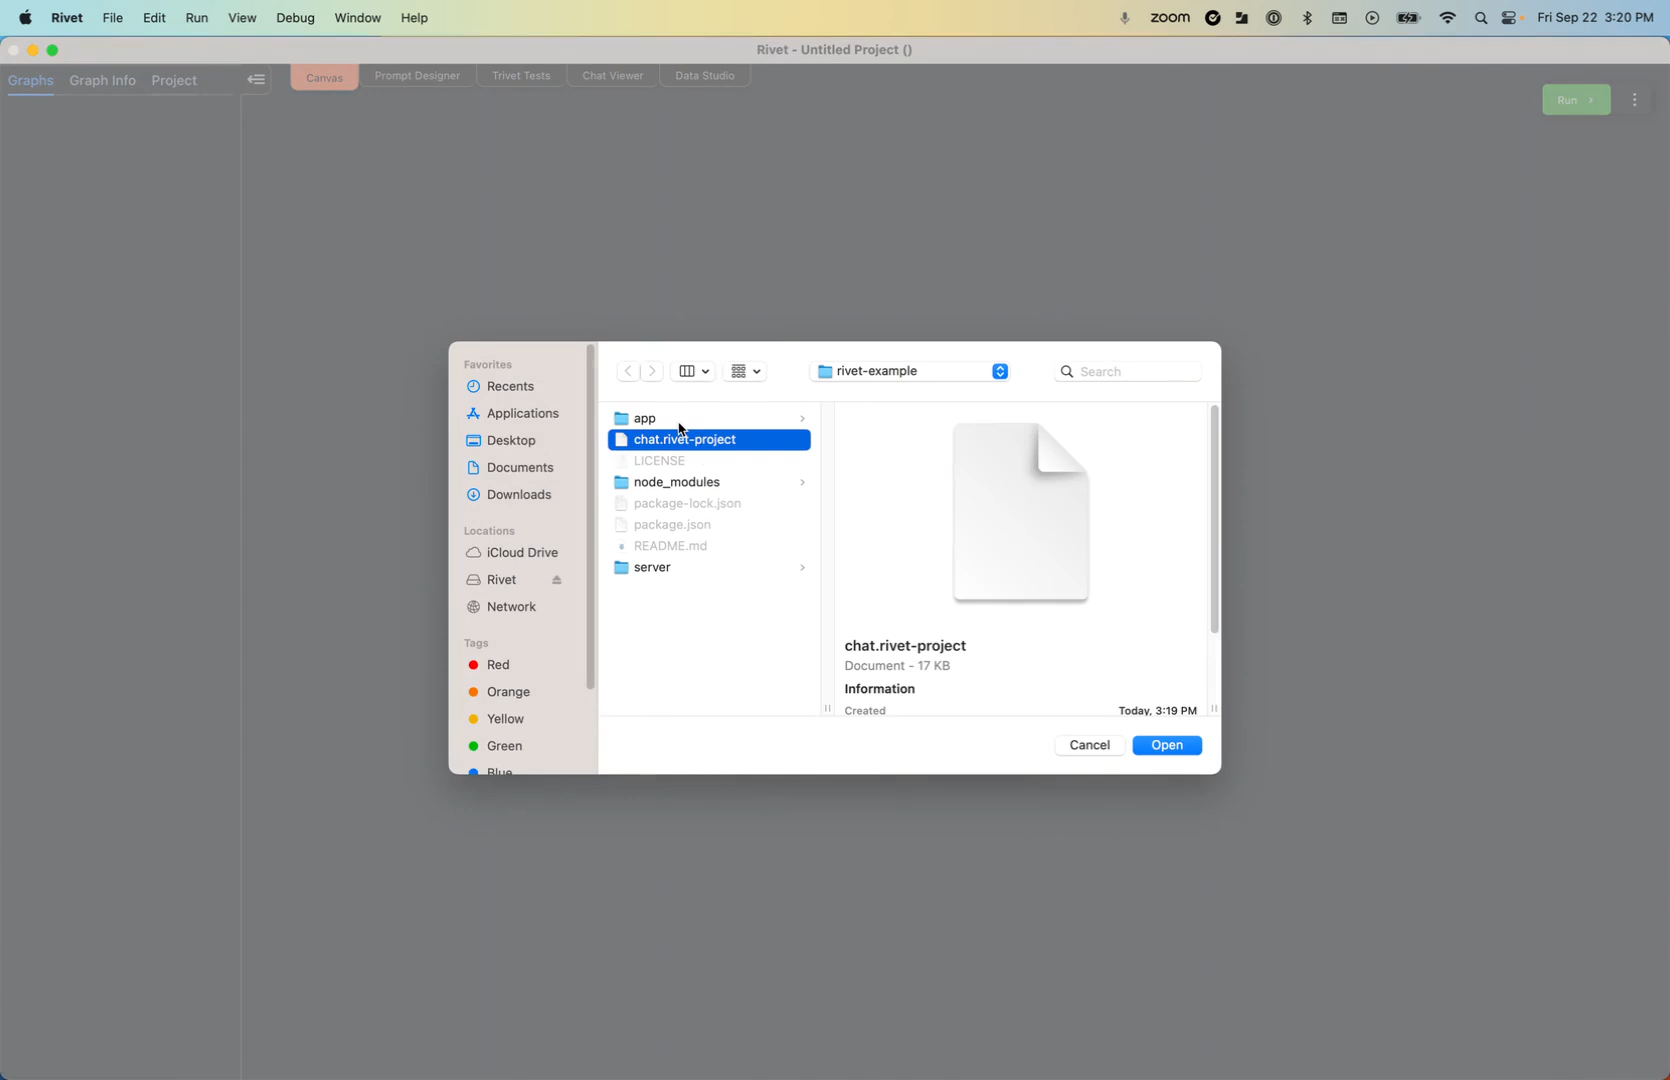 Rivet File Edit Run View Debug Window Help
zoom Fri Sep 22 3:20 PM
Rivet - Untitled Project ()
Graphs Graph Info Project
Canvas Prompt Designer Trivet Tests Chat Viewer Data Studio
Run
Favorites
Recents
Applications
Desktop
Documents
Downloads
Locations
iCloud Drive
Rivet
Network
Tags
Red
Orange
Yellow
Green
Blue
rivet-example
Search
app
chat.rivet-project
LICENSE
node_modules
package-lock.json
package.json
README.md
server
chat.rivet-project
Document - 17 KB
Information
Created Today, 3:19 PM
Cancel Open